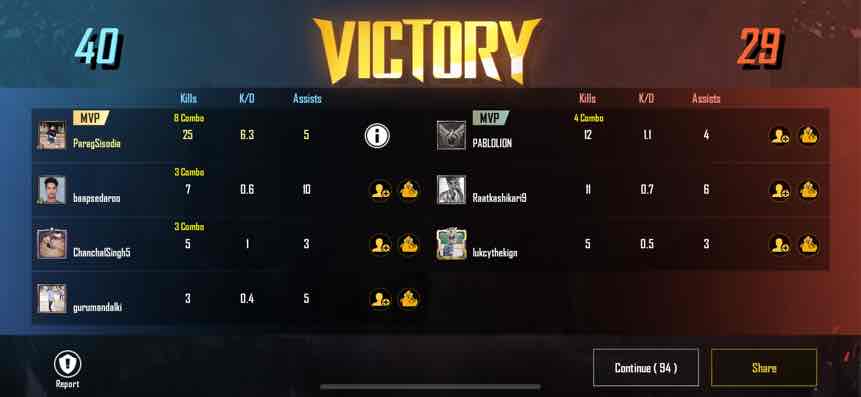 40 VICTORY 29
Kills K/D Assists Kills K/D Assists
MVP 8 Combo MVP 4 Combo
ParagSisodia 25 6.3 5 PABLOLION 12 1.1 4
3 Combo
baapsedaroo 7 0.6 10 Raatkashikari9 11 0.7 6
3 Combo
ChanchalSingh5 5 1 3 lukcythekign 5 0.5 3
gurumandalki 3 0.4 5
Report Continue ( 94 ) Share